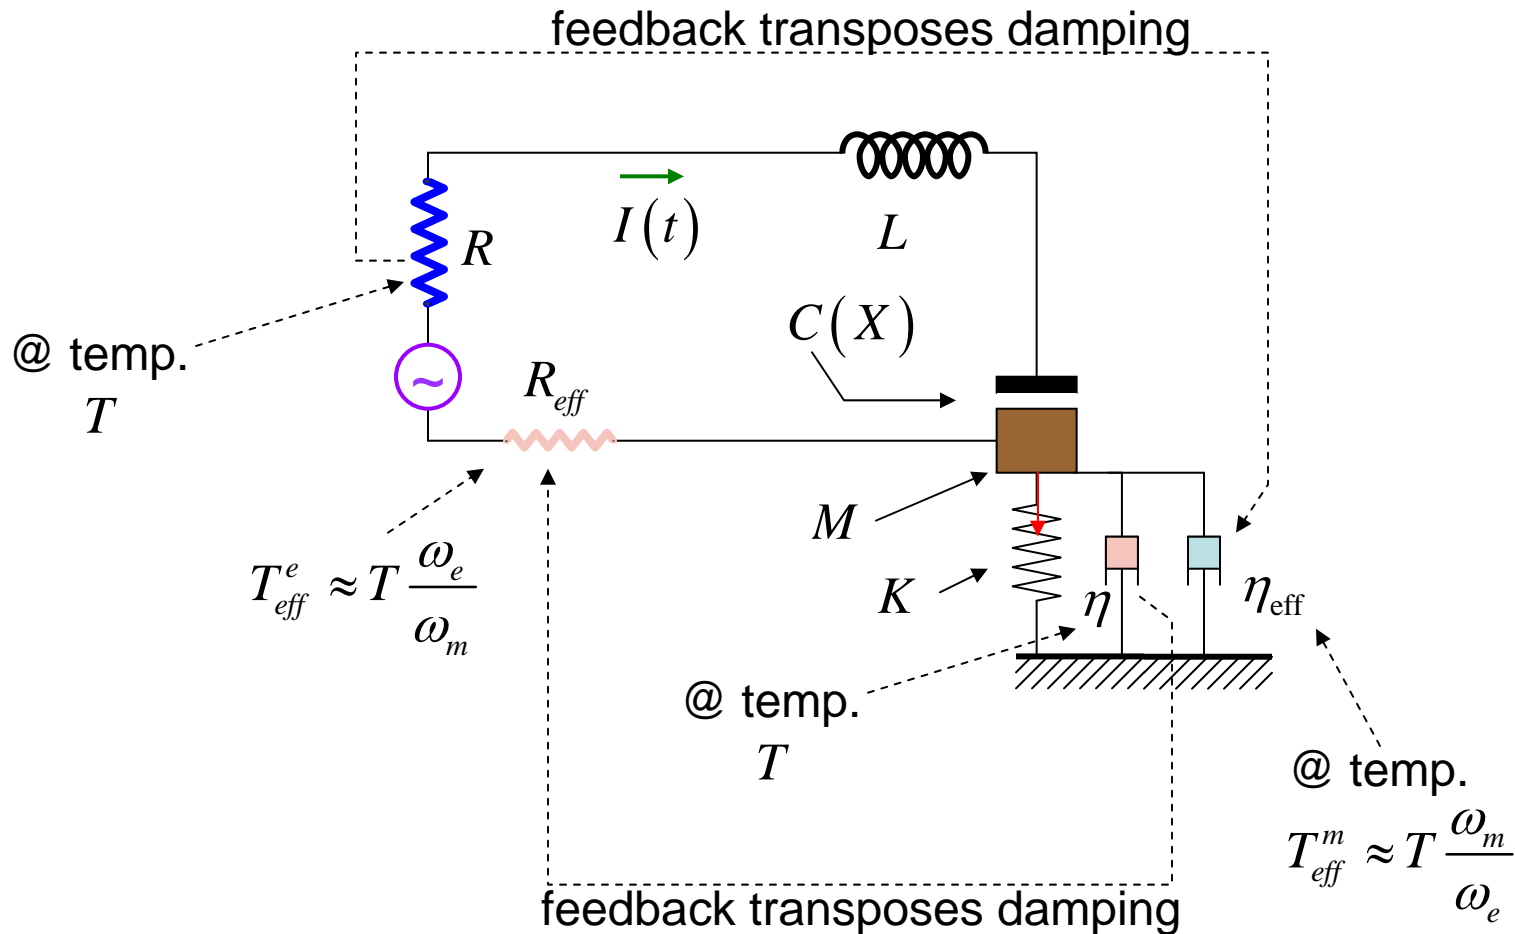 feedback transposes damping
I(t)
L
R
C(X)
@ temp.
T
~
R_eff
M
T^e_eff ≈ T ω_e/ω_m
K
η
η_eff
@ temp.
T
@ temp.
T^m_eff ≈ T ω_m/ω_e
feedback transposes damping